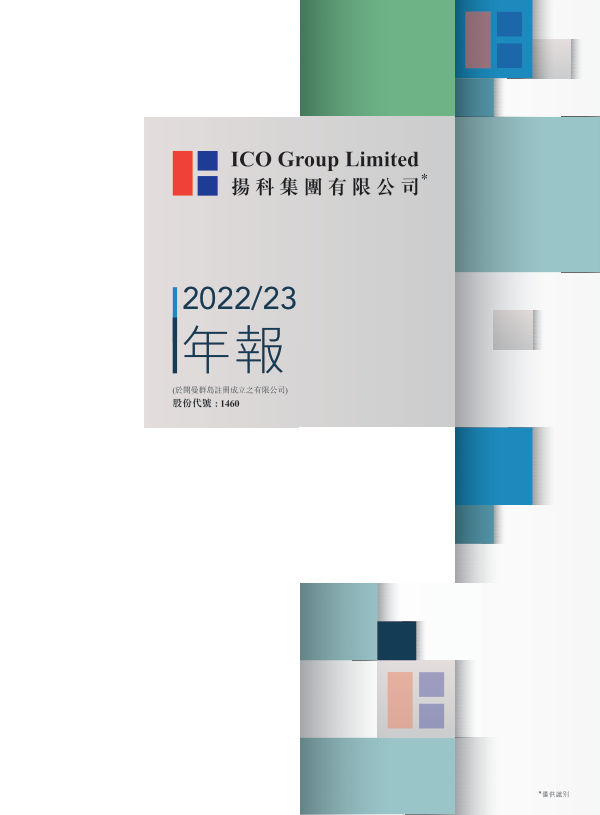 ICO Group Limited
揚科集團有限公司*
2022/23
年報
(於開曼群島註冊成立之有限公司)
股份代號：1460
*僅供識別